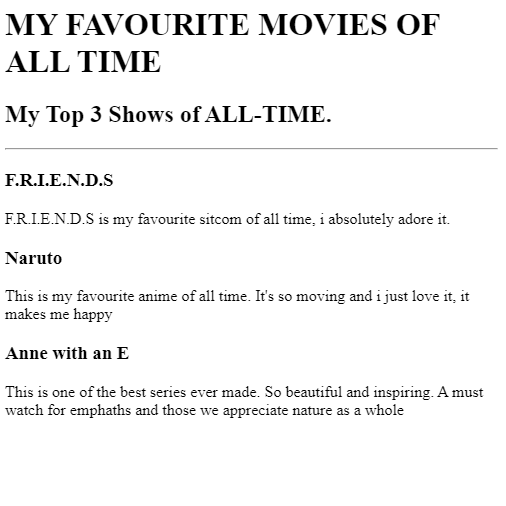 MY FAVOURITE MOVIES OF
ALL TIME
My Top 3 Shows of ALL-TIME.
F.R.I.E.N.D.S
F.R.I.E.N.D.S is my favourite sitcom of all time, i absolutely adore it.
Naruto
This is my favourite anime of all time. It's so moving and i just love it, it
makes me happy
Anne with an E
This is one of the best series ever made. So beautiful and inspiring. A must
watch for emphaths and those we appreciate nature as a whole